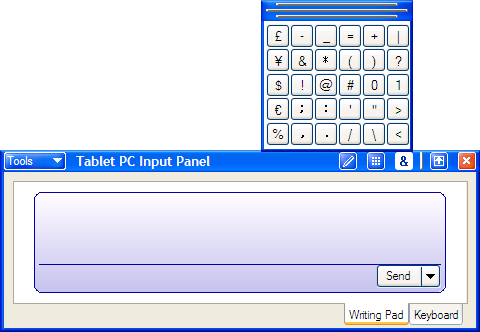 £ - _ = + |
¥ & * ( ) ?
$ ! @ # 0 1
€ ; : ' " >
% , . / \ <
Tools Tablet PC Input Panel &
Send
Writing Pad Keyboard